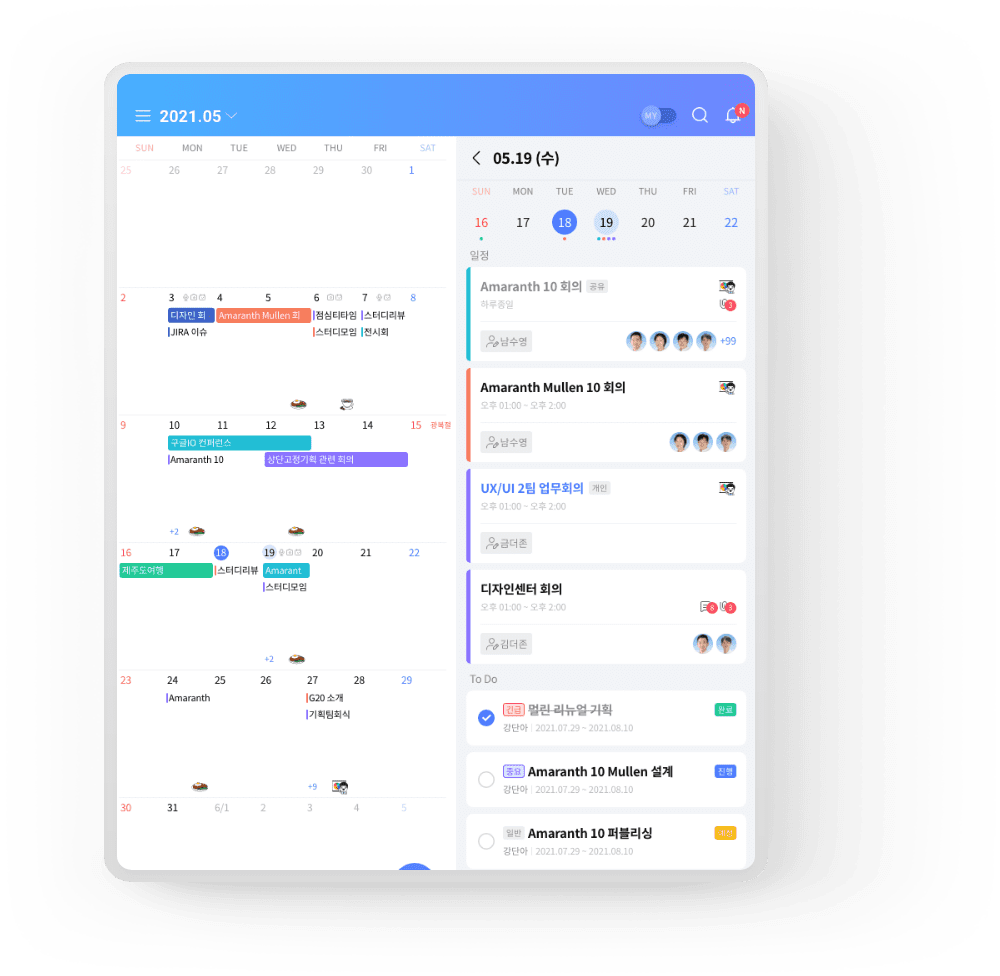 2021.05
MY
N
SUN MON TUE WED THU FRI SAT
25 26 27 28 29 30 1
2 3 4 5 6 7 8
디자인 회 Amaranth Mullen 회 점심티타임 스터디리뷰
JIRA 이슈 스터디모임 전시회
9 10 11 12 13 14 15 광복절
구글IO 컨퍼런스
Amaranth 10 상단고정기획 관련 회의
+2
16 17 18 19 20 21 22
제주도여행 스터디리뷰 Amarant
스터디모임
+2
23 24 25 26 27 28 29
Amaranth G20 소개
기획팀회식
+9
30 31 6/1 2 3 4 5
05.19 (수)
SUN MON TUE WED THU FRI SAT
16 17 18 19 20 21 22
일정
Amaranth 10 회의 공유
하루종일
3
남수영
+99
Amaranth Mullen 10 회의
오후 01:00 ~ 오후 2:00
남수영
UX/UI 2팀 업무회의 개인
오후 01:00 ~ 오후 2:00
금더존
디자인센터 회의
오후 01:00 ~ 오후 2:00
8 3
김더존
To Do
긴급 멀린 리뉴얼 기획 완료
강단아 2021.07.29 ~ 2021.08.10
중요 Amaranth 10 Mullen 설계 진행
강단아 2021.07.29 ~ 2021.08.10
일반 Amaranth 10 퍼블리싱
강단아 2021.07.29 ~ 2021.08.10